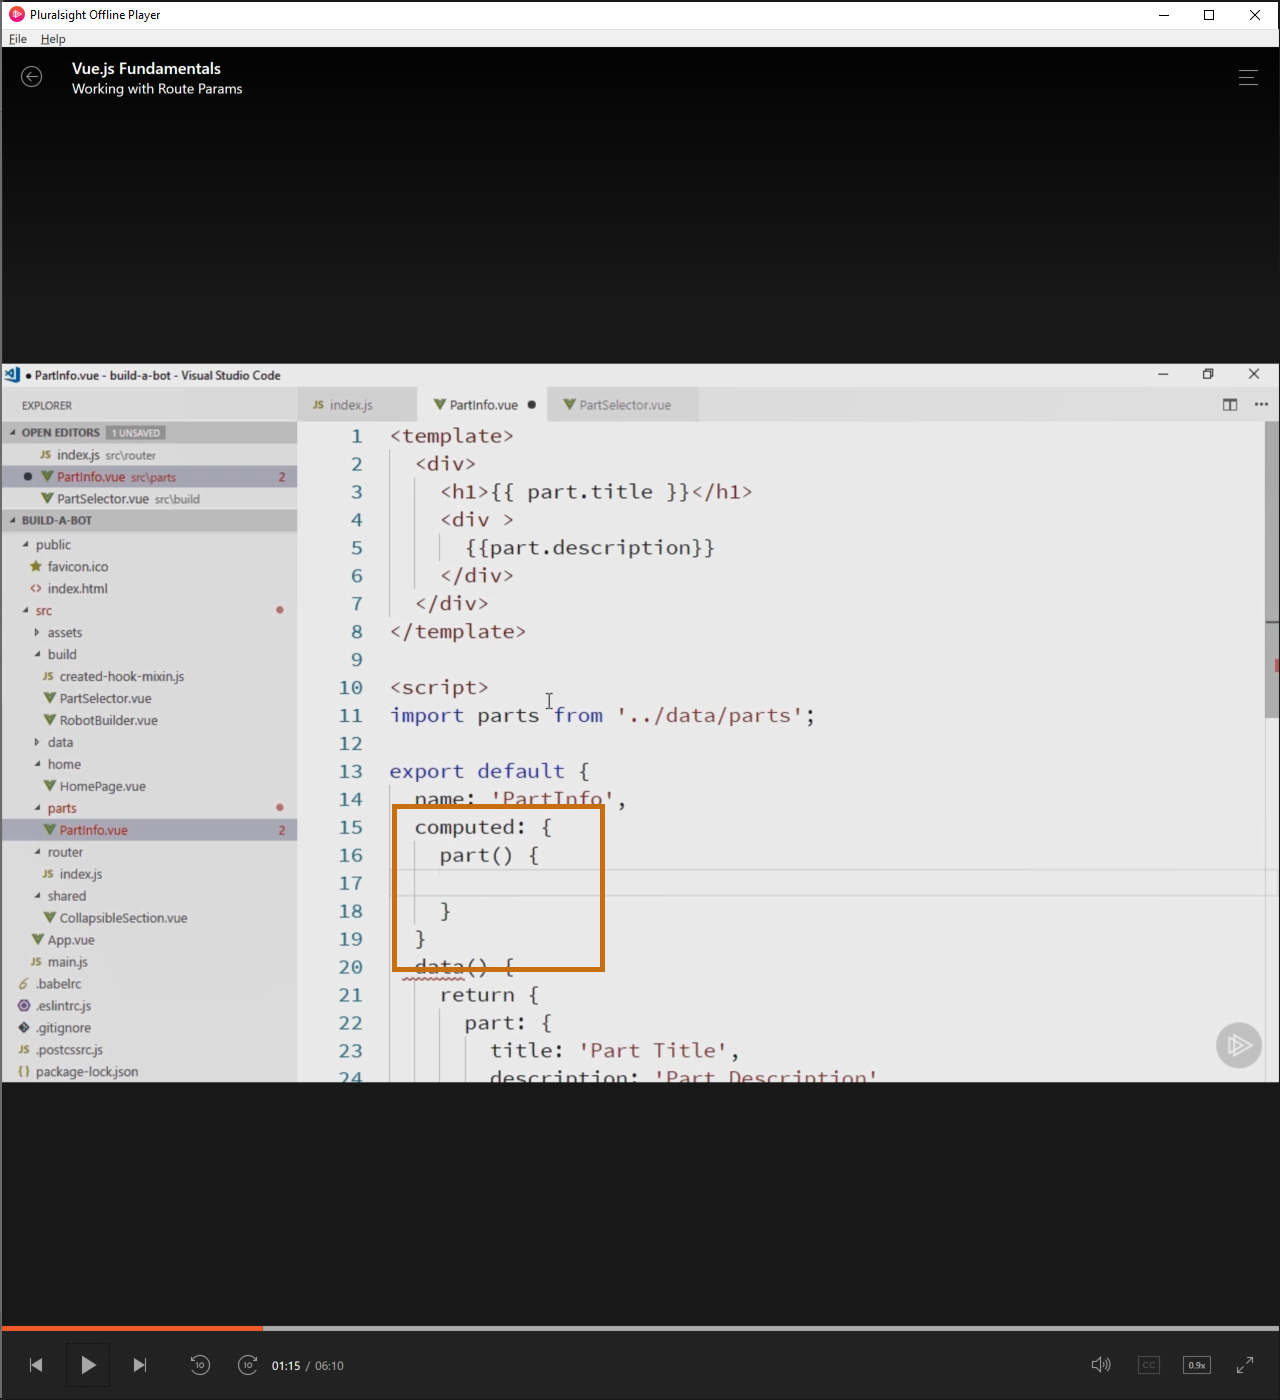 Pluralsight Offline Player
File Help
Vue.js Fundamentals
Working with Route Params
PartInfo.vue - build-a-bot - Visual Studio Code
EXPLORER
JS index.js
PartInfo.vue
PartSelector.vue
OPEN EDITORS 1 UNSAVED
JS index.js src\router
PartInfo.vue src\parts 2
PartSelector.vue src\build
BUILD-A-BOT
public
favicon.ico
<> index.html
src
assets
build
JS created-hook-mixin.js
PartSelector.vue
RobotBuilder.vue
data
home
HomePage.vue
parts
PartInfo.vue 2
router
JS index.js
shared
CollapsibleSection.vue
App.vue
JS main.js
.babelrc
.eslintrc.js
.gitignore
JS .postcssrc.js
{} package-lock.json
1 <template>
2 <div>
3 <h1>{{ part.title }}</h1>
4 <div >
5 {{part.description}}
6 </div>
7 </div>
8 </template>
9
10 <script>
11 import parts from '../data/parts';
12
13 export default {
14 name: 'PartInfo',
15 computed: {
16 part() {
17
18 }
19 }
20 data() {
21 return {
22 part: {
23 title: 'Part Title',
24 description: 'Part Description'
10
10
01:15 / 06:10
CC
0.9x